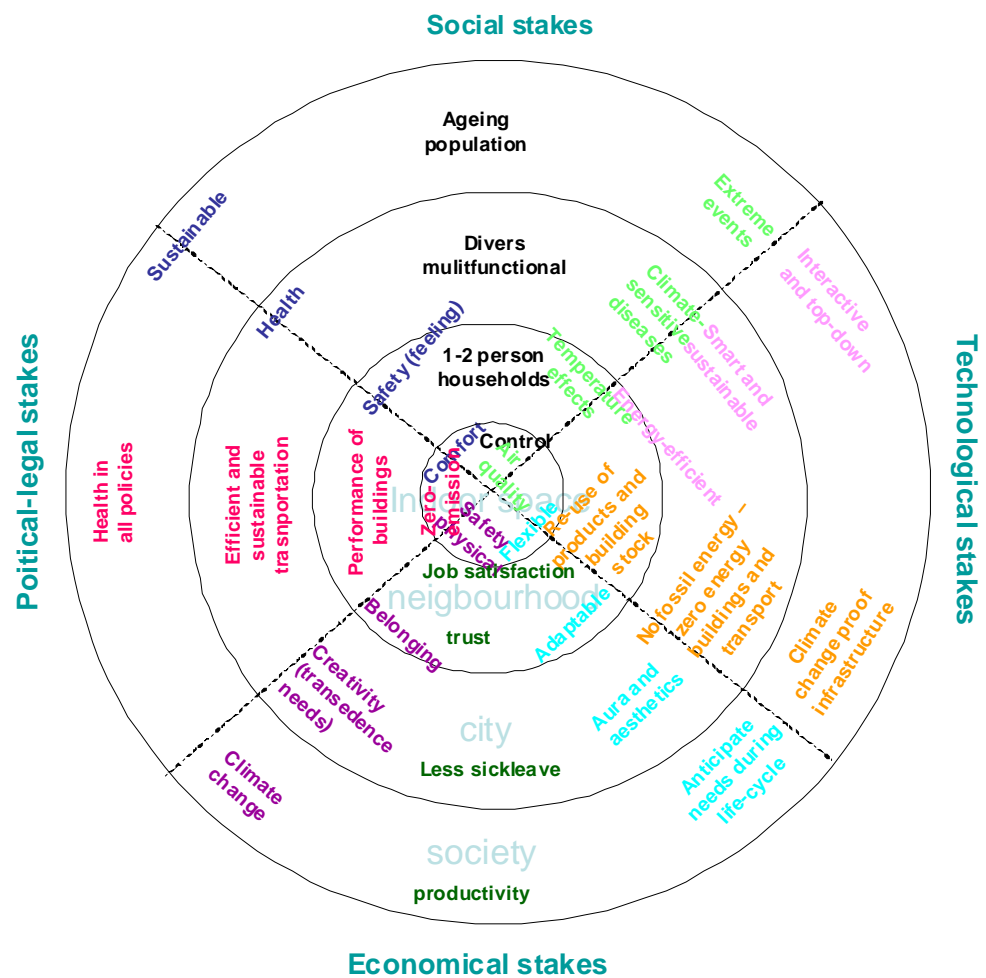 Social stakes
Ageing
population
Sustainable
Extreme
events
Divers
mulitfunctional
Interactive
and top-down
Health
Climate-
sensitive
diseases
Smart and
sustainable
Safety (feeling)
1-2 person
households
Temperature
effects
Energy-efficient
Poitical-legal stakes
Technological stakes
Control
Comfort
Air
quality
Health in
all policies
Efficient and
sustainable
tranmportation
Performance of
buildings
Zero-
emission
Indoor space
Safety
physical
Flexible
Re-use of
products and
building
stock
No fossil energy –
zero energy
buildings and
transport
Climate
change proof
infrastructure
Job satisfaction
neigbourhood
Belonging
trust
Adaptable
Creativity
(transedence
needs)
Aura and
aesthetics
city
Less sickleave
Climate
change
Anticipate
needs during
life-cycle
society
productivity
Economical stakes